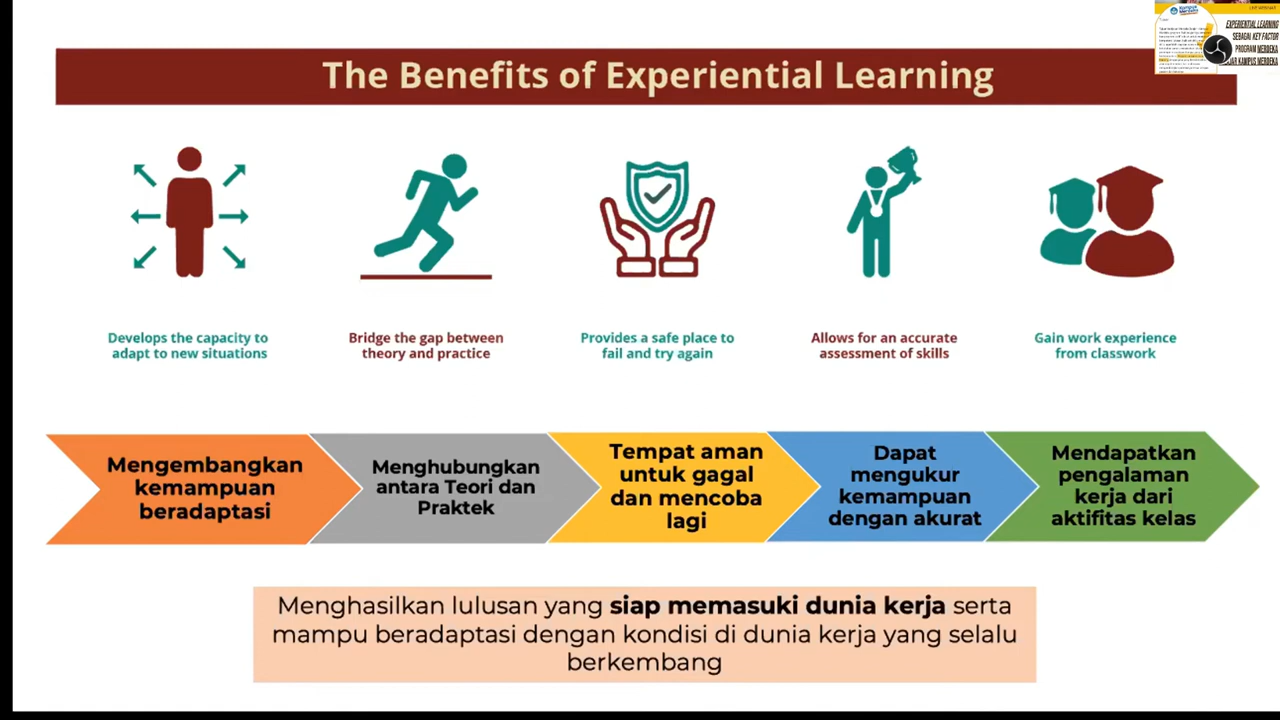 Kampus
Merdeka
LIVE WEBINAR
EXPERIENTIAL LEARNING
SEBAGAI KEY FACTOR
PROGRAM MERDEKA
KAMPUS MERDEKA
The Benefits of Experiential Learning
Develops the capacity to
adapt to new situations
Bridge the gap between
theory and practice
Provides a safe place to
fail and try again
Allows for an accurate
assessment of skills
Gain work experience
from classwork
Mengembangkan
kemampuan
beradaptasi
Menghubungkan
antara Teori dan
Praktek
Tempat aman
untuk gagal
dan mencoba
lagi
Dapat
mengukur
kemampuan
dengan akurat
Mendapatkan
pengalaman
kerja dari
aktifitas kelas
Menghasilkan lulusan yang siap memasuki dunia kerja serta
mampu beradaptasi dengan kondisi di dunia kerja yang selalu
berkembang